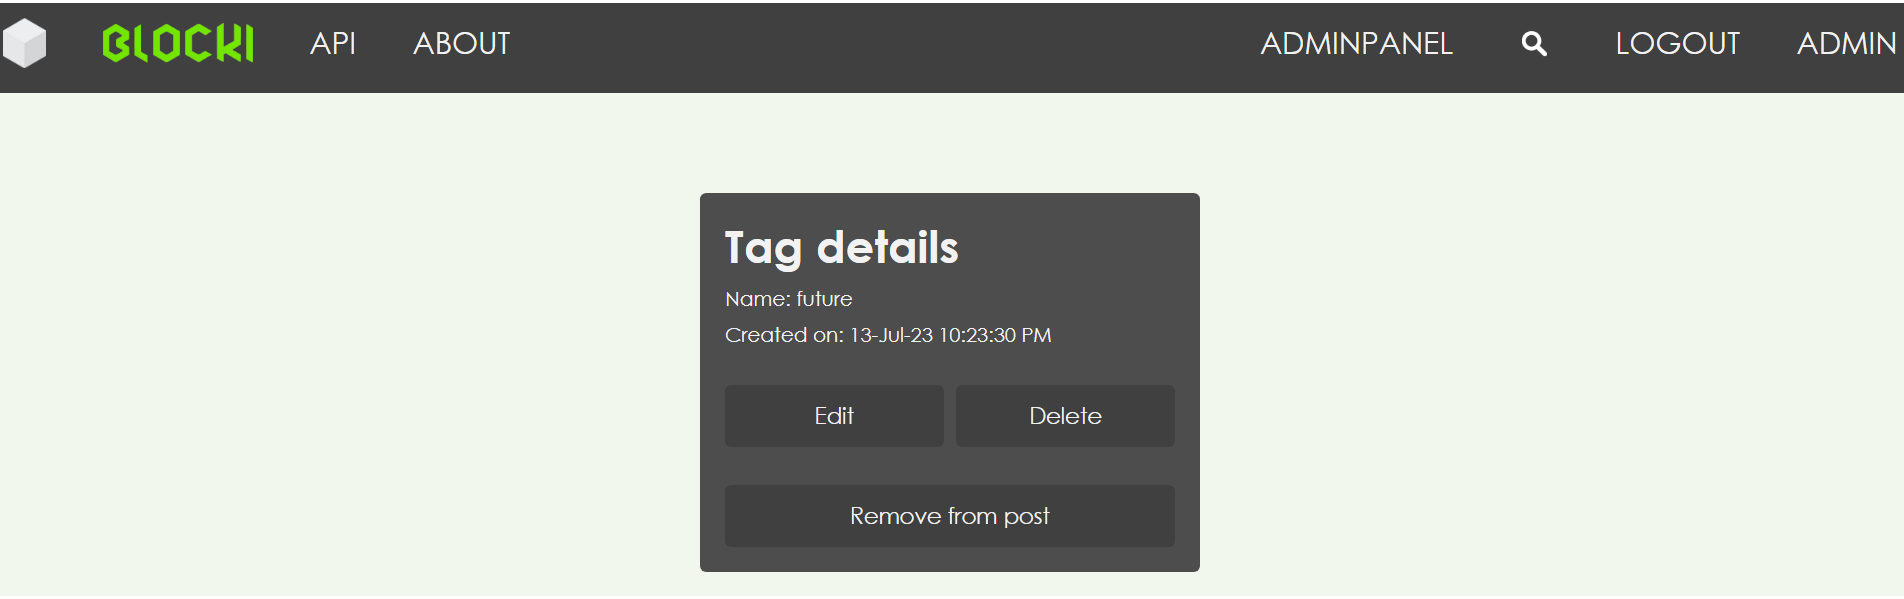 BLOCKI API ABOUT ADMINPANEL LOGOUT ADMIN
Tag details
Name: future
Created on: 13-Jul-23 10:23:30 PM
Edit Delete
Remove from post